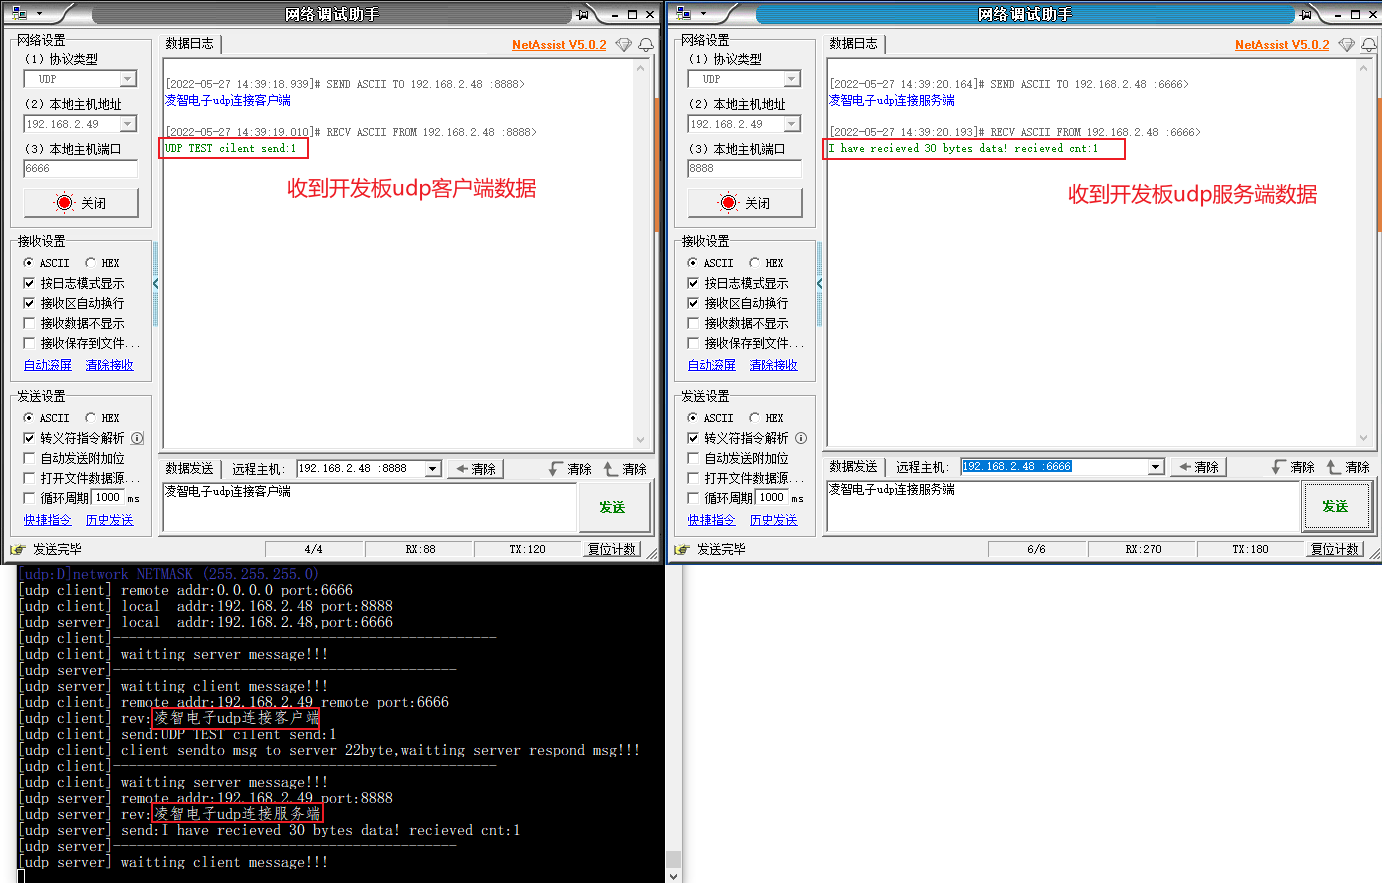 网络调试助手
网络设置
(1) 协议类型
UDP
(2) 本地主机地址
192.168.2.49
(3) 本地主机端口
6666
关闭
接收设置
ASCII HEX
按日志模式显示
接收区自动换行
接收数据不显示
接收保存到文件...
自动滚屏 清除接收
发送设置
ASCII HEX
转义符指令解析
自动发送附加位
打开文件数据源...
循环周期 1000 ms
快捷指令 历史发送
数据日志
NetAssist V5.0.2
[2022-05-27 14:39:18.939]# SEND ASCII TO 192.168.2.48 :8888>
凌智电子udp连接客户端
[2022-05-27 14:39:19.010]# RECV ASCII FROM 192.168.2.48 :8888>
UDP TEST cilent send:1
收到开发板udp客户端数据
数据发送 远程主机: 192.168.2.48 :8888 清除 清除 清除
凌智电子udp连接客户端
发送
发送完毕 4/4 RX:88 TX:120 复位计数
网络调试助手
网络设置
(1) 协议类型
UDP
(2) 本地主机地址
192.168.2.49
(3) 本地主机端口
8888
关闭
接收设置
ASCII HEX
按日志模式显示
接收区自动换行
接收数据不显示
接收保存到文件...
自动滚屏 清除接收
发送设置
ASCII HEX
转义符指令解析
自动发送附加位
打开文件数据源...
循环周期 1000 ms
快捷指令 历史发送
数据日志
NetAssist V5.0.2
[2022-05-27 14:39:20.164]# SEND ASCII TO 192.168.2.48 :6666>
凌智电子udp连接服务端
[2022-05-27 14:39:20.193]# RECV ASCII FROM 192.168.2.48 :6666>
I have recieved 30 bytes data! recieved cnt:1
收到开发板udp服务端数据
数据发送 远程主机: 192.168.2.48 :6666 清除 清除 清除
凌智电子udp连接服务端
发送
发送完毕 6/6 RX:270 TX:180 复位计数
[udp:D]network NETMASK (255.255.255.0)
[udp client] remote addr:0.0.0.0 port:6666
[udp client] local  addr:192.168.2.48 port:8888
[udp server] local  addr:192.168.2.48,port:6666
[udp client]------------------------------------------------
[udp client] waitting server message!!!
[udp server]-------------------------------------------
[udp server] waitting client message!!!
[udp client] remote addr:192.168.2.49 remote port:6666
[udp client] rev:凌智电子udp连接客户端
[udp client] send:UDP TEST cilent send:1
[udp client] client sendto msg to server 22byte,waitting server respond msg!!!
[udp client]------------------------------------------------
[udp client] waitting server message!!!
[udp server] remote addr:192.168.2.49 port:8888
[udp server] rev:凌智电子udp连接服务端
[udp server] send:I have recieved 30 bytes data! recieved cnt:1
[udp server]-------------------------------------------
[udp server] waitting client message!!!